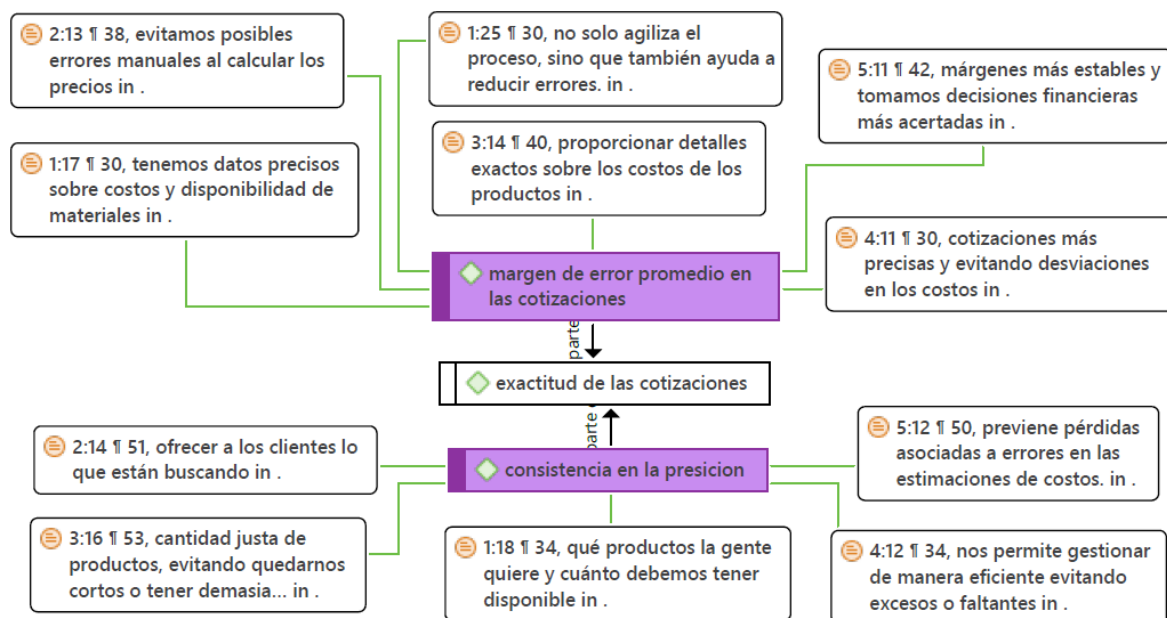 2:13 ¶ 38, evitamos posibles
errores manuales al calcular los
precios in .
1:25 ¶ 30, no solo agiliza el
proceso, sino que también ayuda a
reducir errores. in .
5:11 ¶ 42, márgenes más estables y
tomamos decisiones financieras
más acertadas in .
1:17 ¶ 30, tenemos datos precisos
sobre costos y disponibilidad de
materiales in .
3:14 ¶ 40, proporcionar detalles
exactos sobre los costos de los
productos in .
4:11 ¶ 30, cotizaciones más
precisas y evitando desviaciones
en los costos in .
margen de error promedio en
las cotizaciones
parte
exactitud de las cotizaciones
parte
2:14 ¶ 51, ofrecer a los clientes lo
que están buscando in .
consistencia en la presicion
5:12 ¶ 50, previene pérdidas
asociadas a errores en las
estimaciones de costos. in .
3:16 ¶ 53, cantidad justa de
productos, evitando quedarnos
cortos o tener demasia... in .
1:18 ¶ 34, qué productos la gente
quiere y cuánto debemos tener
disponible in .
4:12 ¶ 34, nos permite gestionar
de manera eficiente evitando
excesos o faltantes in .